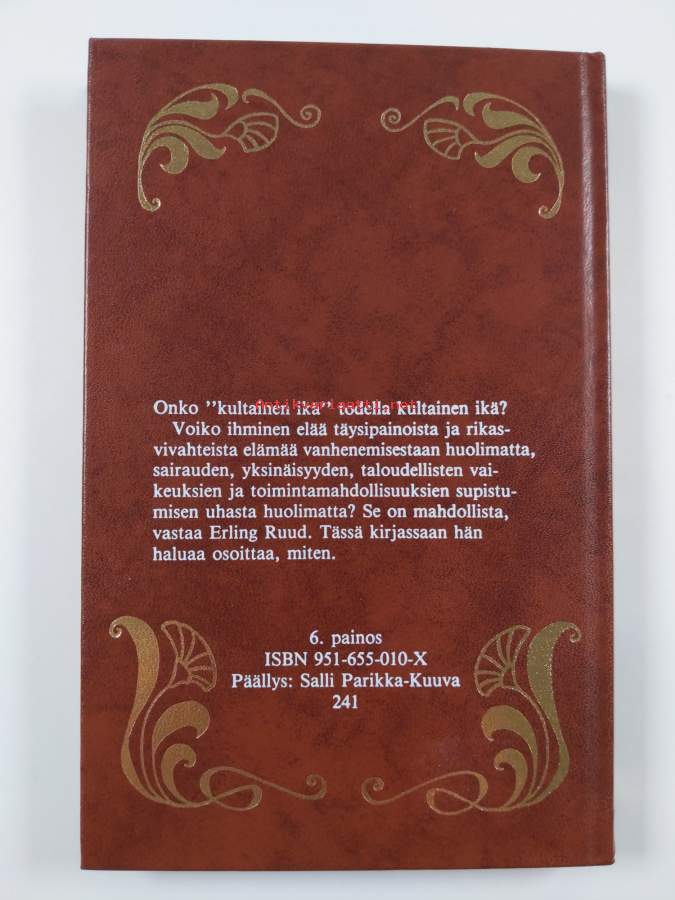 Onko "kultainen ikä" todella kultainen ikä?
Antikvariaatti.net
Voiko ihminen elää täysipainoista ja rikas-
vivahteista elämää vanhenemisestaan huolimatta,
sairauden, yksinäisyyden, taloudellisten vai-
keuksien ja toimintamahdollisuuksien supistu-
misen uhasta huolimatta? Se on mahdollista,
vastaa Erling Ruud. Tässä kirjassaan hän
haluaa osoittaa, miten.
6. painos
ISBN 951-655-010-X
Päällys: Salli Parikka-Kuuva
241